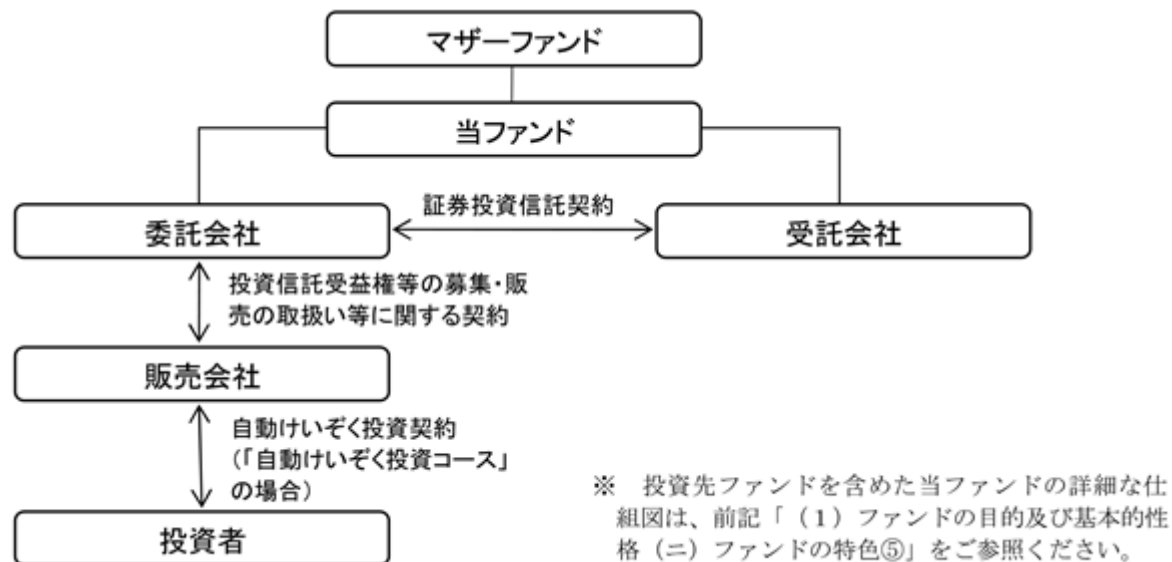 マザーファンド
当ファンド
証券投資信託契約
委託会社
受託会社
投資信託受益権等の募集・販
売の取扱い等に関する契約
販売会社
自動けいぞく投資契約
(「自動けいぞく投資コース」
の場合)
投資者
※　投資先ファンドを含めた当ファンドの詳細な仕
組図は、前記「（１）ファンドの目的及び基本的性
格（ニ）ファンドの特色⑤」をご参照ください。